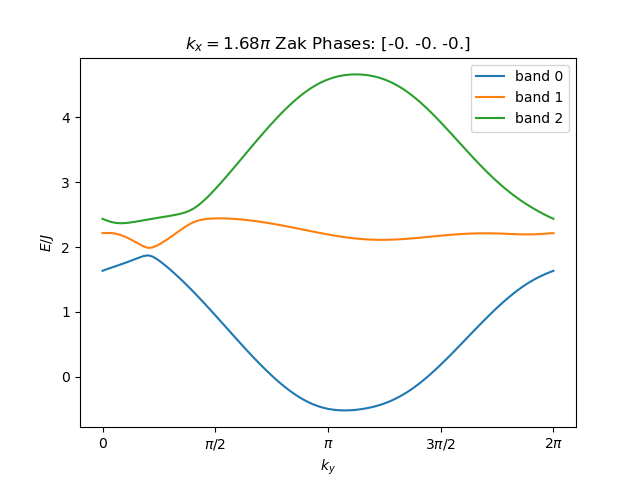 $k_x = 1.68\pi$ Zak Phases: [-0. -0. -0.]
band 0
band 1
band 2
E/J
4
3
2
1
0
0
π/2
π
3π/2
2π
$k_y$